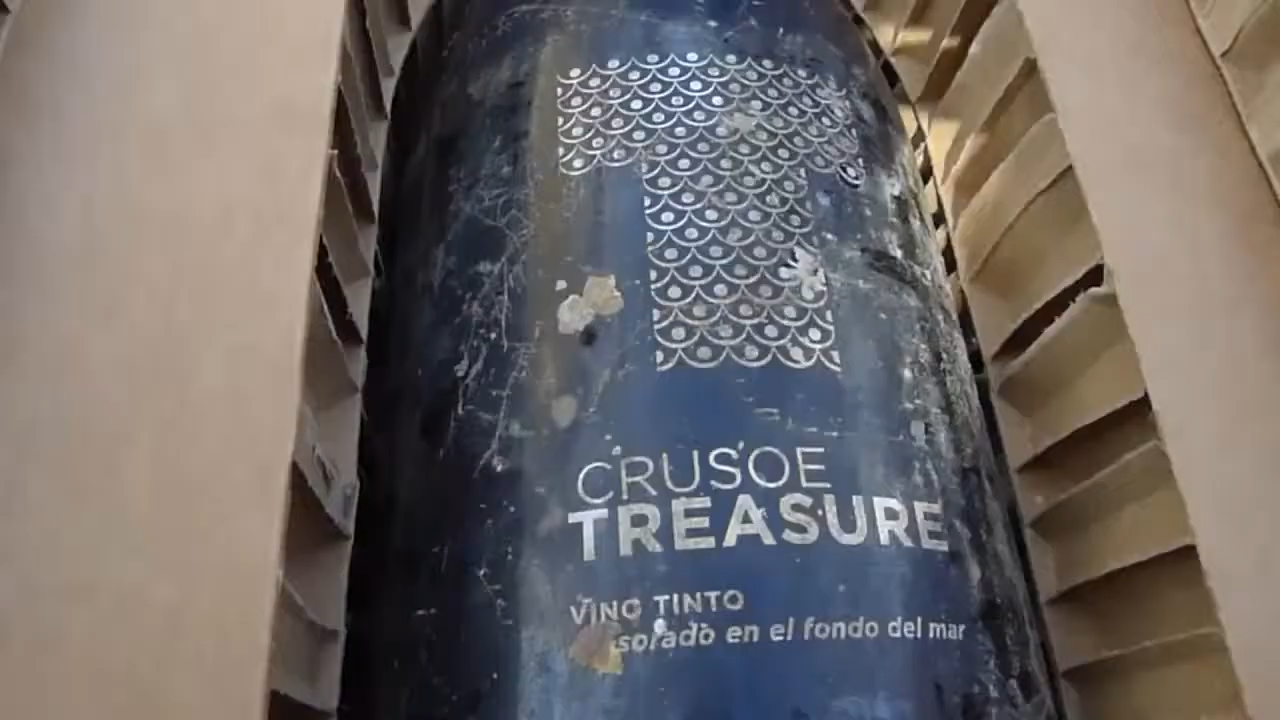 T
CRUSOE
TREASURE
VINO TINTO
en el fondo del mar